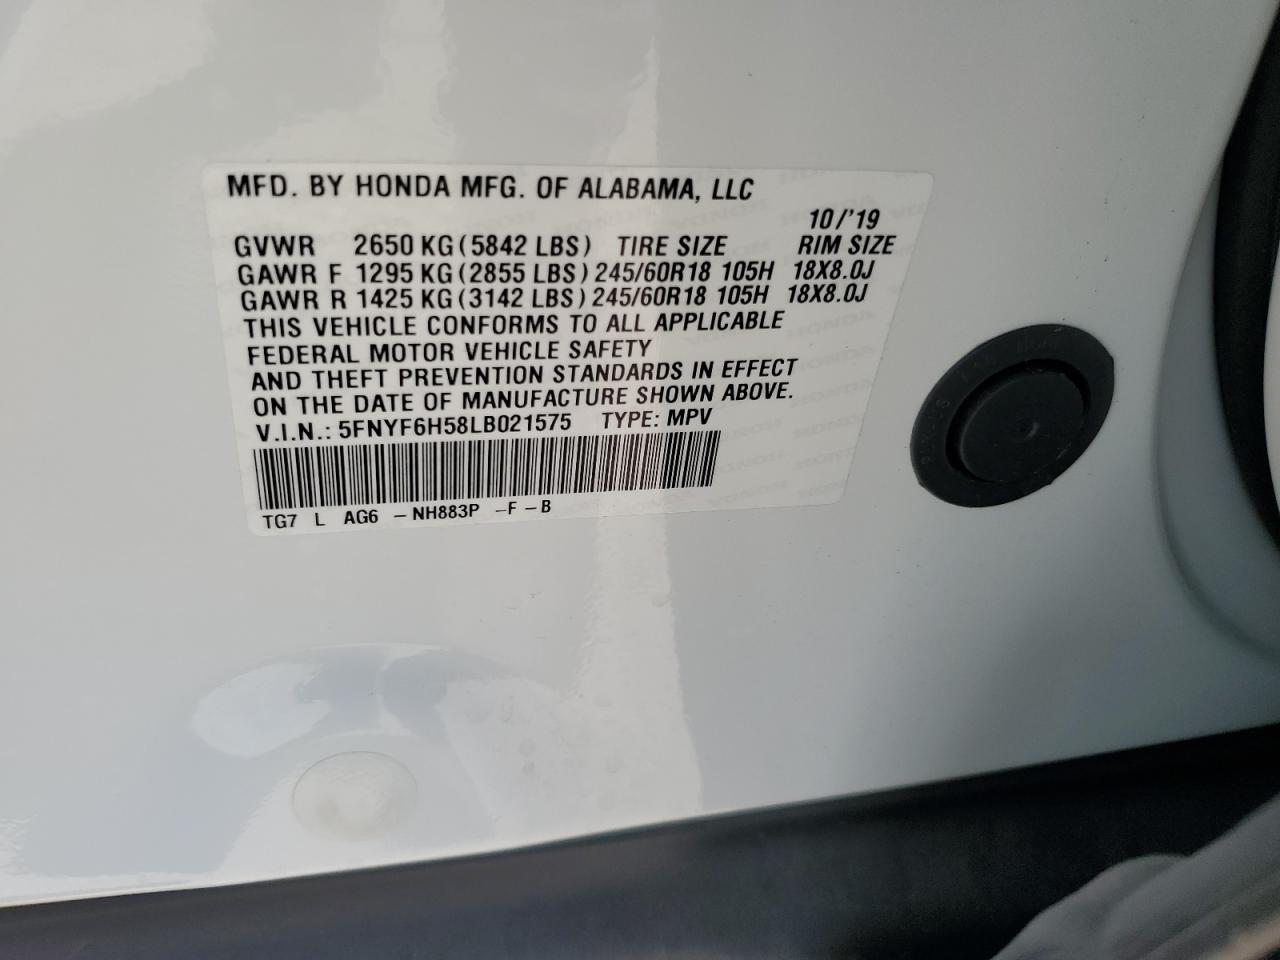 MFD. BY HONDA MFG. OF ALABAMA, LLC
10/'19
GVWR 2650 KG (5842 LBS) TIRE SIZE RIM SIZE
GAWR F 1295 KG (2855 LBS) 245/60R18 105H 18X8.0J
GAWR R 1425 KG (3142 LBS) 245/60R18 105H 18X8.0J
THIS VEHICLE CONFORMS TO ALL APPLICABLE
FEDERAL MOTOR VEHICLE SAFETY
AND THEFT PREVENTION STANDARDS IN EFFECT
ON THE DATE OF MANUFACTURE SHOWN ABOVE.
V.I.N.: 5FNYF6H58LB021575 TYPE: MPV
TG7 L AG6 - NH883P - F - B